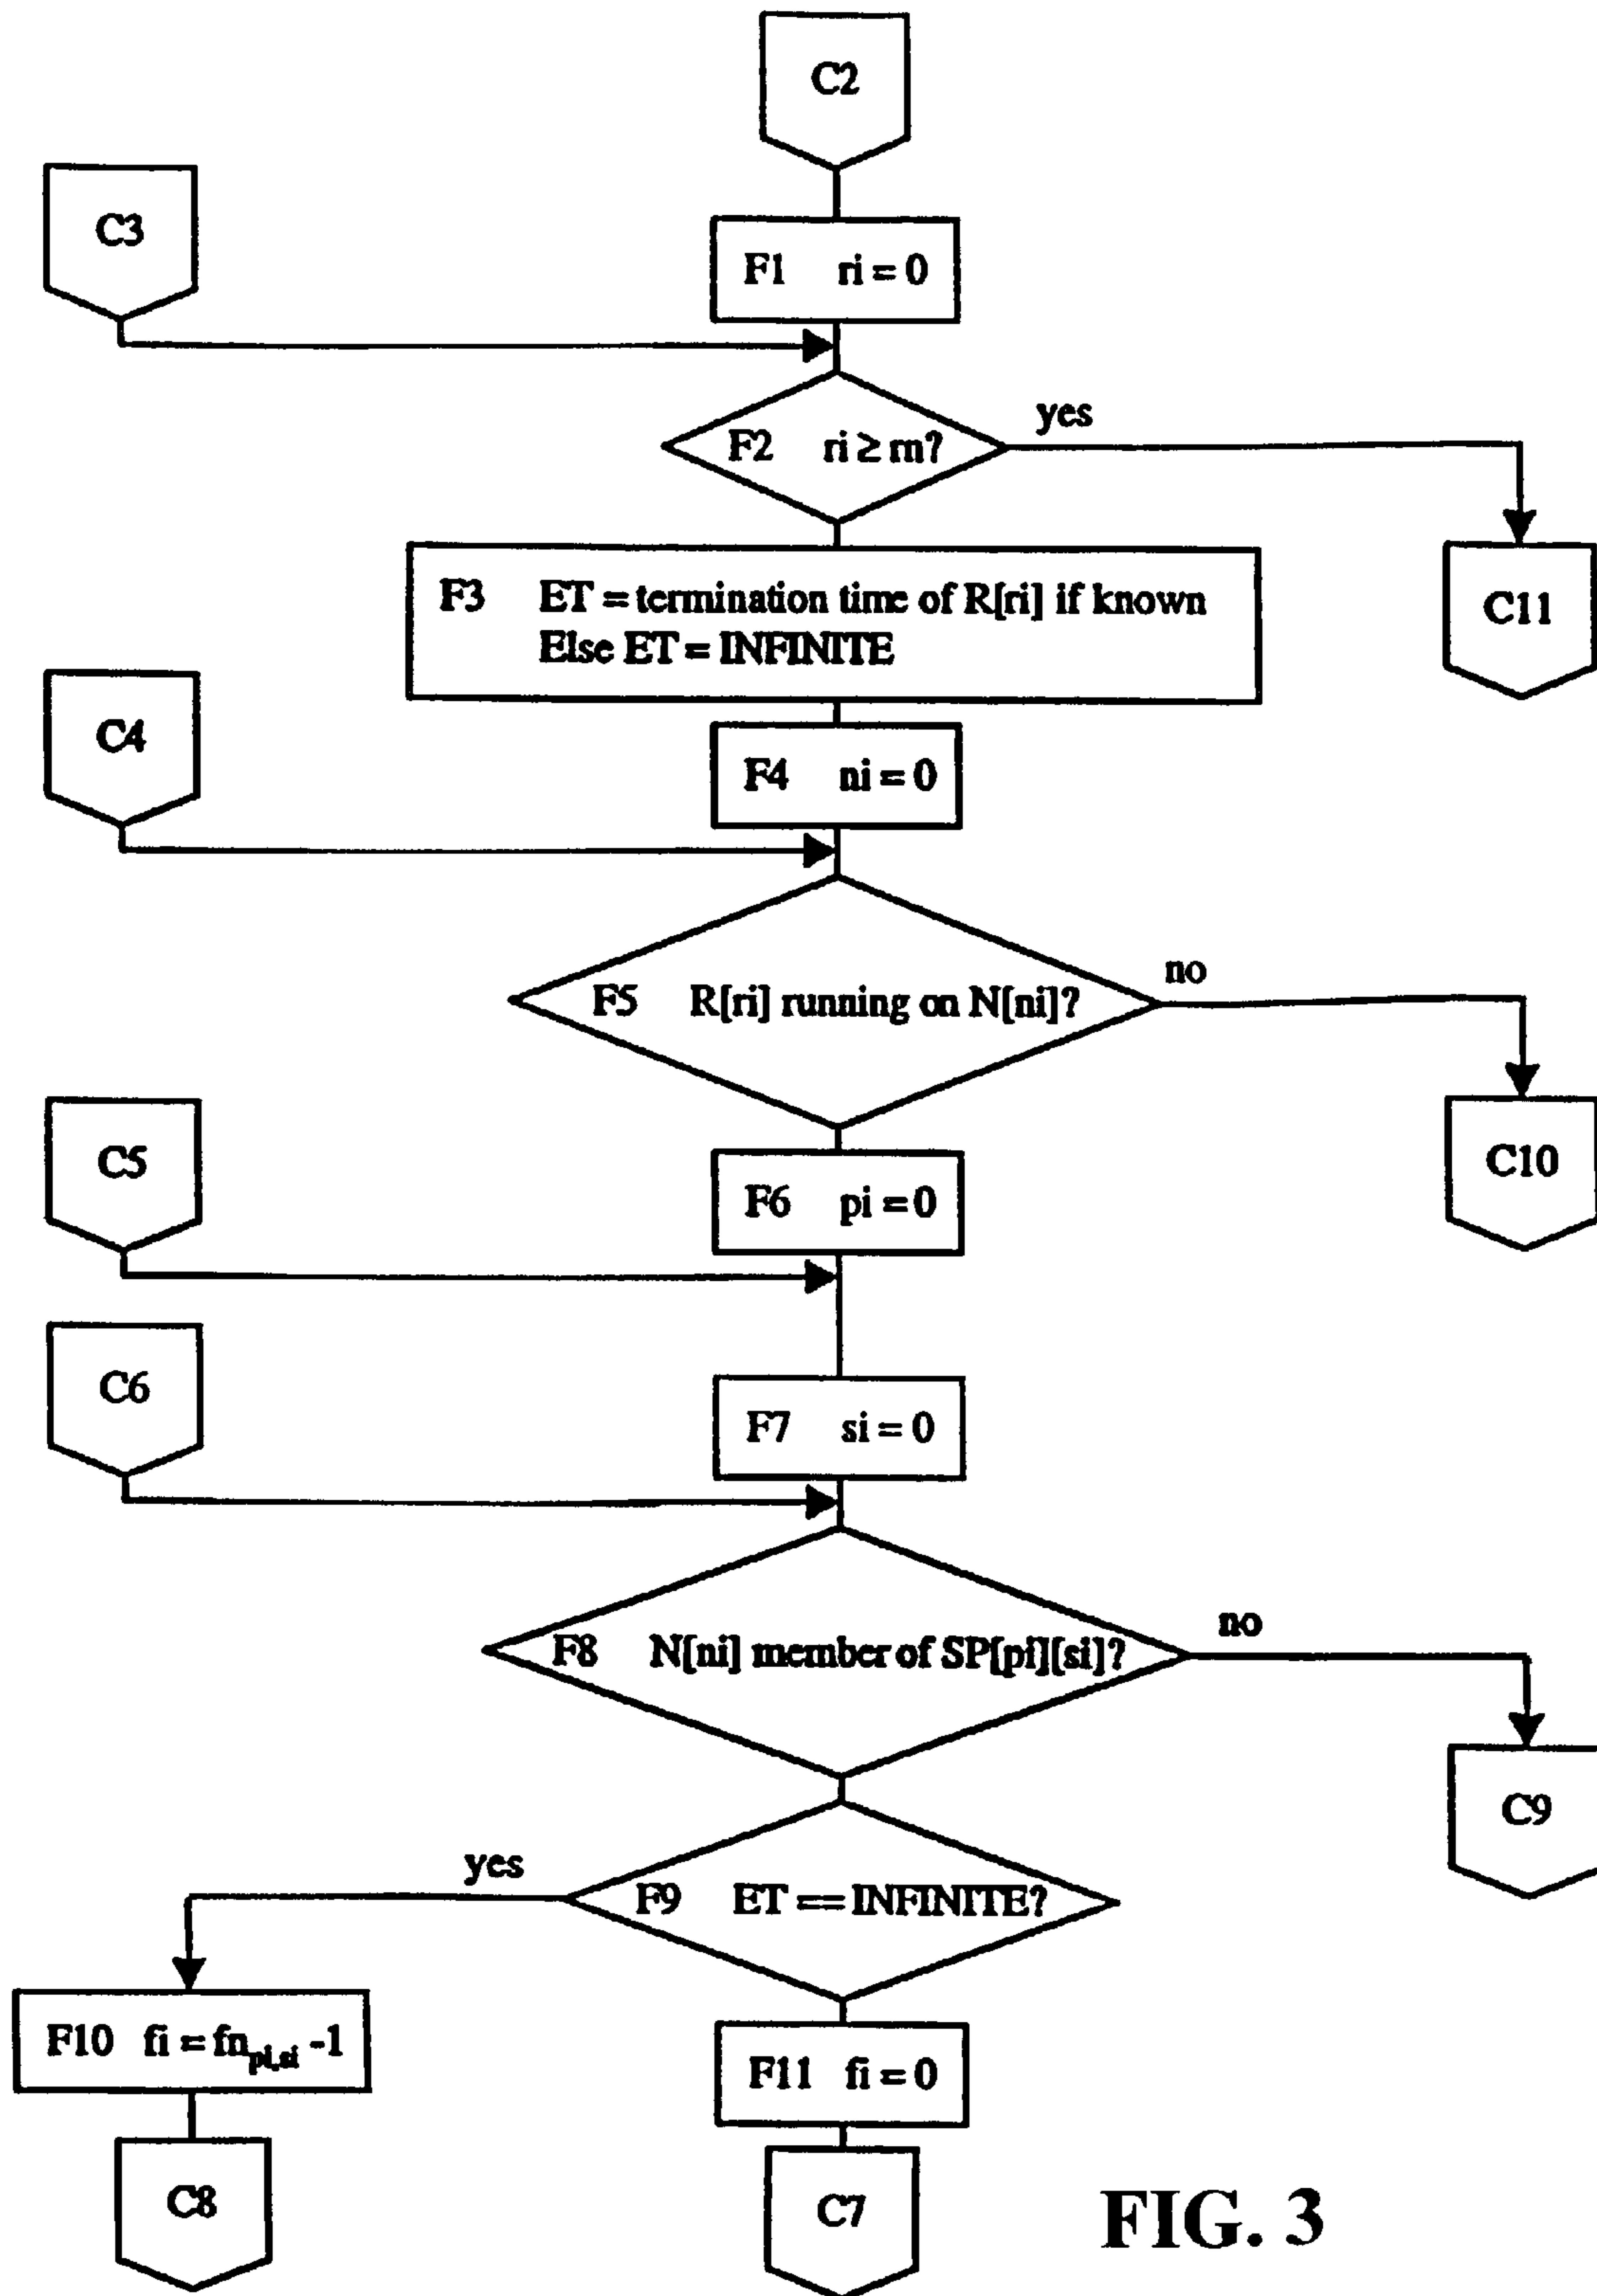 C2
C3
F1 ri = 0
F2 ri ≥ rn?
yes
F3 ET = termination time of R[ri] if known
Else ET = INFINITE
C11
C4
F4 ni = 0
F5 R[ri] running on N[ni]?
no
C5
F6 pi = 0
C10
C6
F7 si = 0
F8 N[ni] member of SP[pi][si]?
no
C9
yes
F9 ET == INFINITE?
F10 fi = fn_pi,si -1
F11 fi = 0
C8
C7
FIG. 3